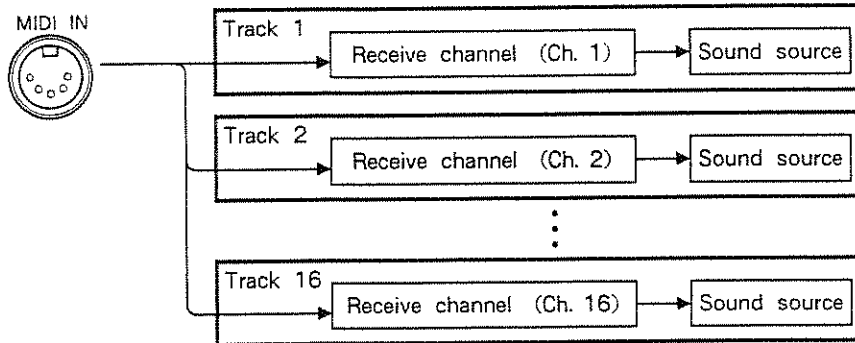 MIDI IN
Track 1
Receive channel (Ch. 1)
Sound source
Track 2
Receive channel (Ch. 2)
Sound source
Track 16
Receive channel (Ch. 16)
Sound source